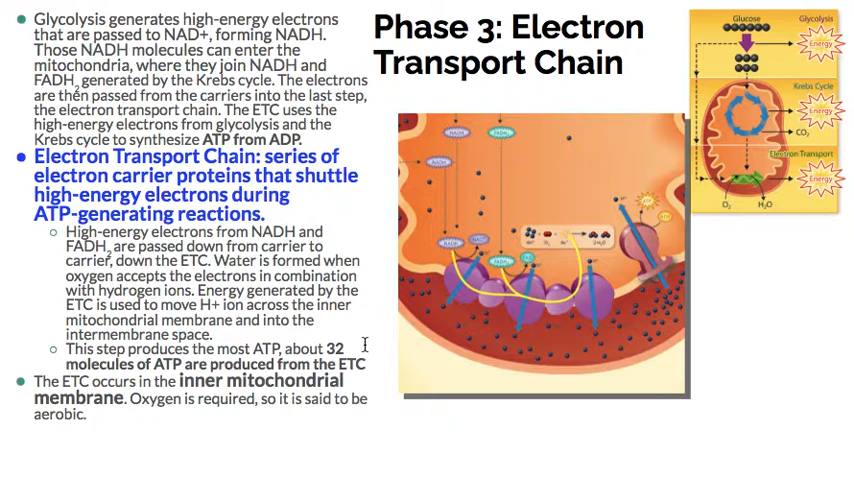 Phase 3: Electron
Transport Chain
Glycolysis generates high-energy electrons
that are passed to NAD+, forming NADH.
Those NADH molecules can enter the
mitochondria, where they join NADH and
FADH2 generated by the Krebs cycle. The electrons
are then passed from the carriers into the last step,
the electron transport chain. The ETC uses the
high-energy electrons from glycolysis and the
Krebs cycle to synthesize ATP from ADP.
Electron Transport Chain: series of
electron carrier proteins that shuttle
high-energy electrons during
ATP-generating reactions.
High-energy electrons from NADH and
FADH2 are passed down from carrier to
carrier, down the ETC. Water is formed when
oxygen accepts the electrons in combination
with hydrogen ions. Energy generated by the
ETC is used to move H+ ion across the inner
mitochondrial membrane and into the
intermembrane space.
This step produces the most ATP, about 32
molecules of ATP are produced from the ETC
The ETC occurs in the inner mitochondrial
membrane. Oxygen is required, so it is said to be
aerobic.
NADH
FADH2
NADH
NADH
FADH2
Glucose
Glycolysis
Energy
Krebs Cycle
Energy
CO2
Electron Transport
Energy
O2
H2O